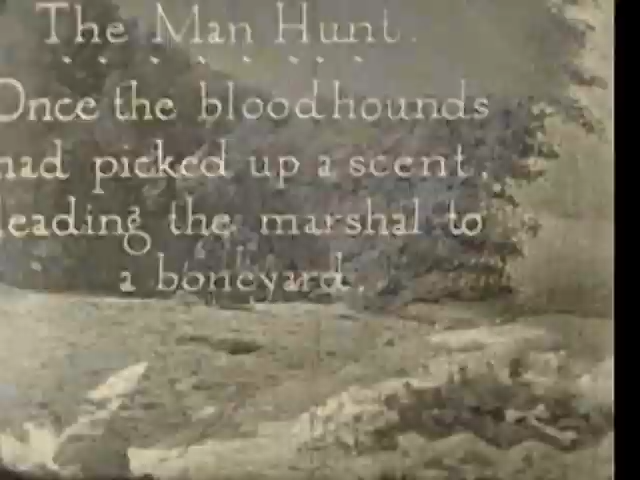 The Man Hunt.
Once the bloodhounds
had picked up a scent,
leading the marshal to
a boneyard.